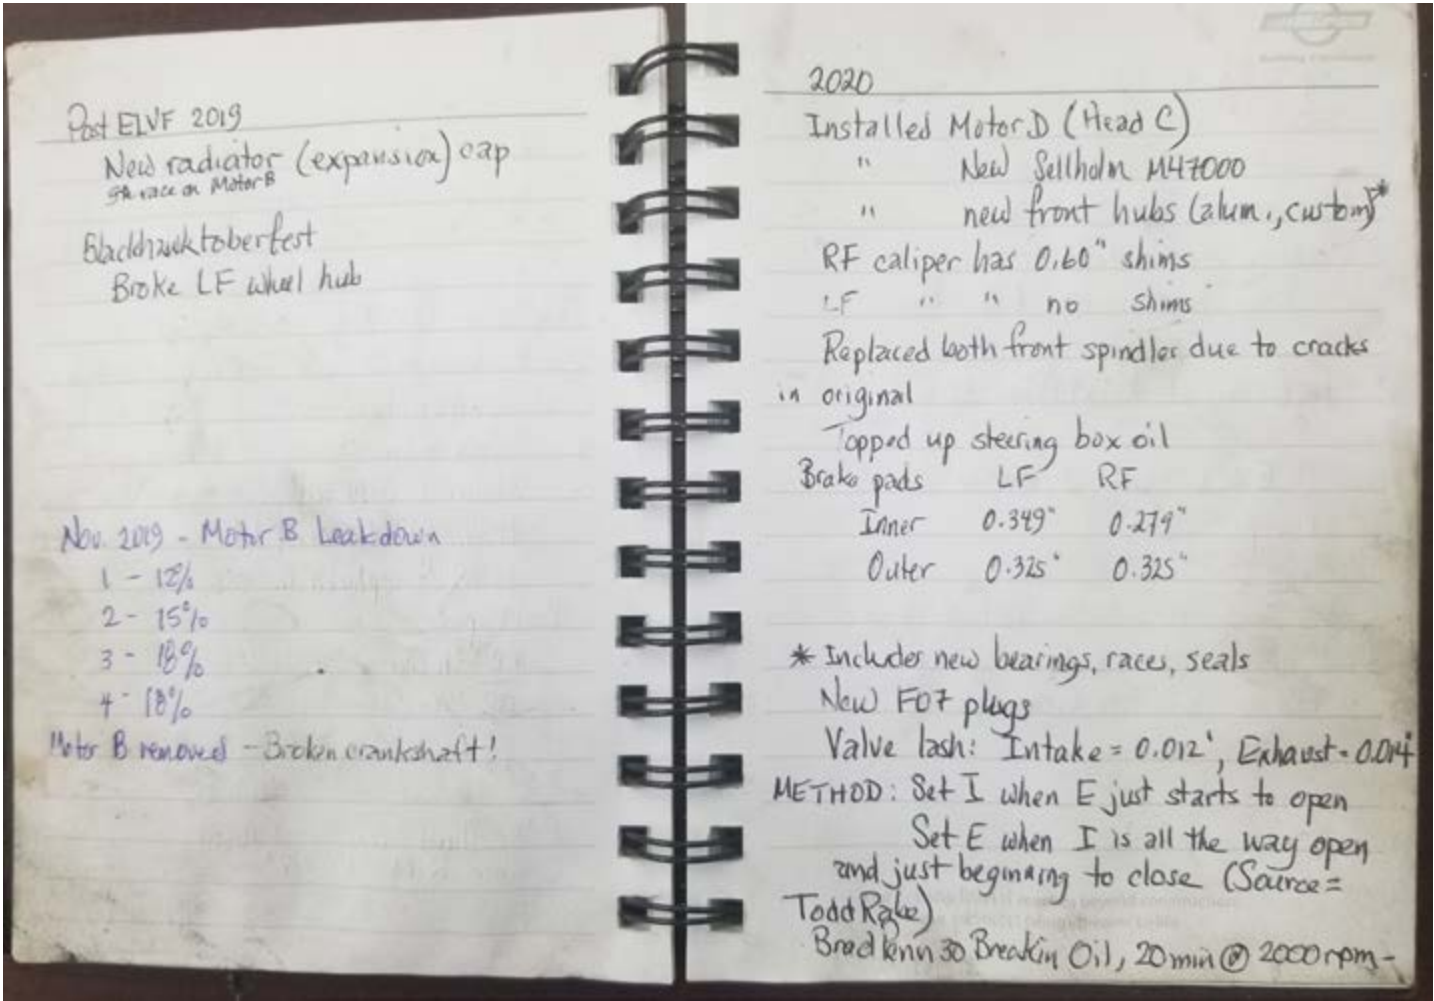 Post ELVF 2019
New radiator (expansion) cap
9th race on Motor B
Blackhawktoberfest
Broke LF wheel hub
Nov. 2019 - Motor B Leakdown
1 - 12%
2 - 15%
3 - 18%
4 - 18%
Motor B removed - Broken crankshaft!
2020
Installed Motor D (Head C)
" New Sellholm M47000
" new front hubs (alum., custom)*
RF caliper has 0.60" shims
LF " " no shims
Replaced both front spindles due to cracks
in original
Topped up steering box oil
Brake pads LF RF
Inner 0.349" 0.279"
Outer 0.325" 0.325"
* Includes new bearings, races, seals
New F07 plugs
Valve lash: Intake = 0.012", Exhaust = 0.014"
METHOD: Set I when E just starts to open
Set E when I is all the way open
and just beginning to close (Source =
Todd Rabe)
Brad Penn 30 Breakin Oil, 20 min @ 2000 rpm -